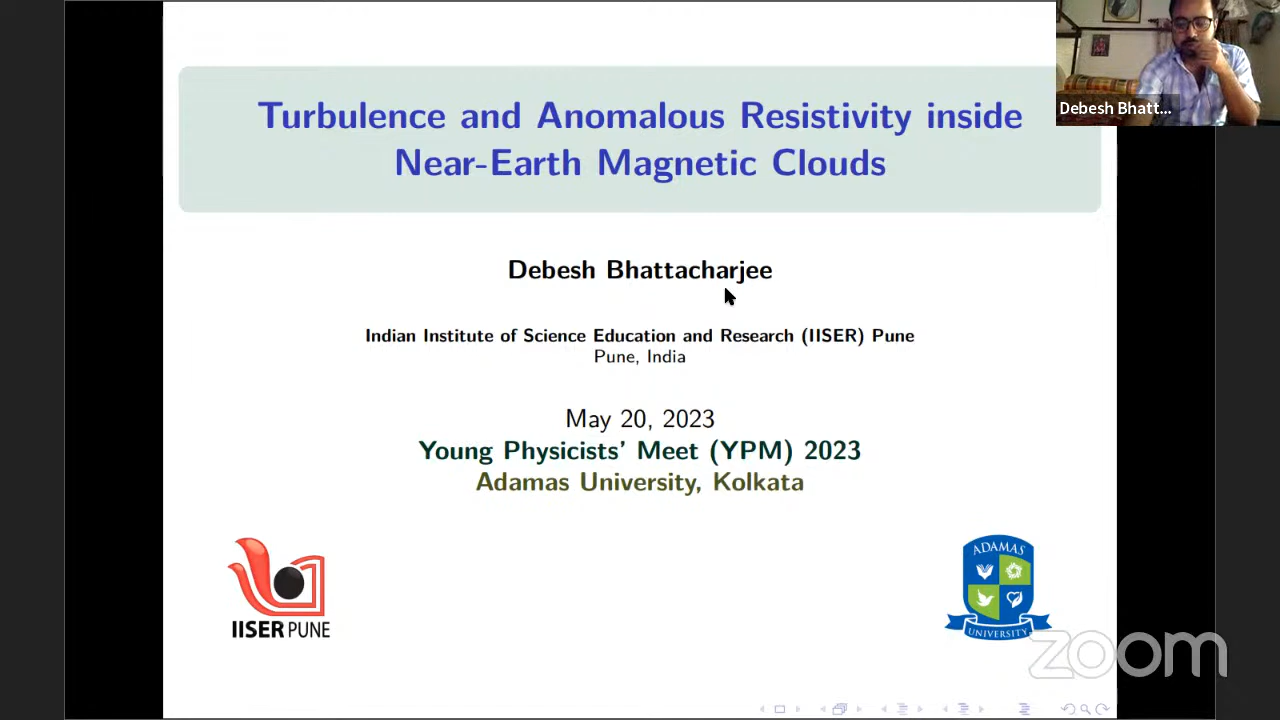 Turbulence and Anomalous Resistivity inside
Near-Earth Magnetic Clouds
Debesh Bhatt...
Debesh Bhattacharjee
Indian Institute of Science Education and Research (IISER) Pune
Pune, India
May 20, 2023
Young Physicists' Meet (YPM) 2023
Adamas University, Kolkata
IISER PUNE
ADAMAS
UNIVERSITY
zoom